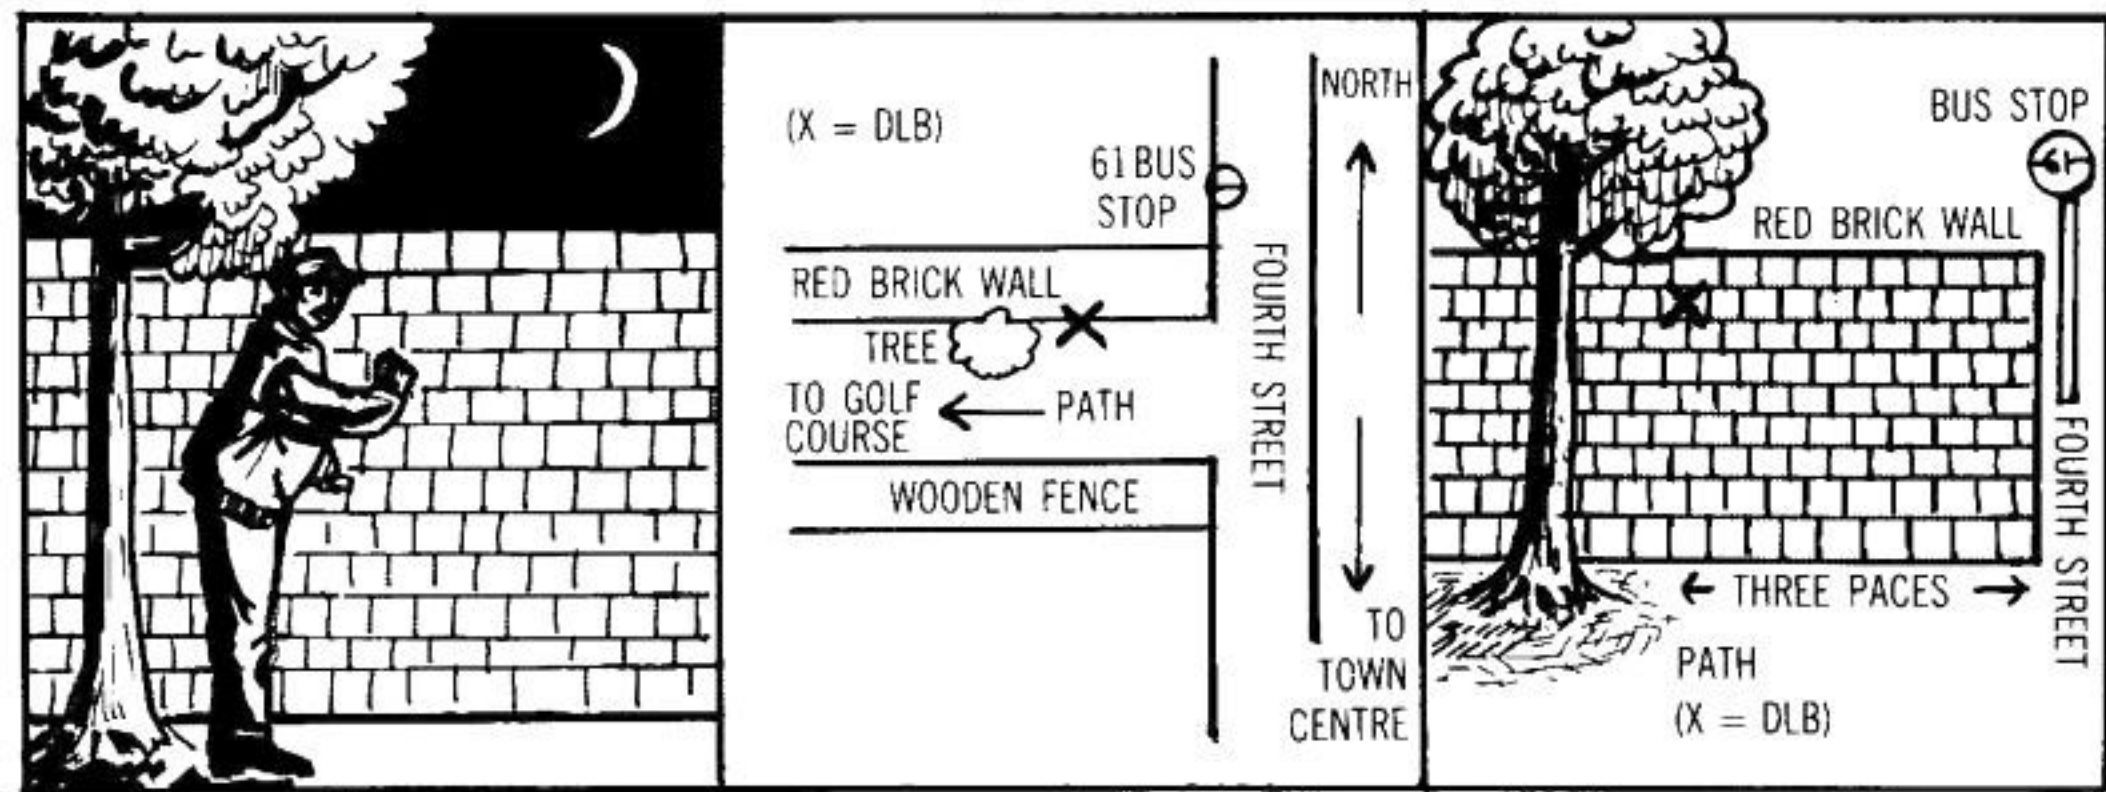 (X = DLB)
61 BUS
STOP
NORTH
RED BRICK WALL
TREE
TO GOLF
COURSE
PATH
WOODEN FENCE
FOURTH STREET
TO
TOWN
CENTRE
BUS STOP
61
RED BRICK WALL
THREE PACES
FOURTH STREET
PATH
(X = DLB)